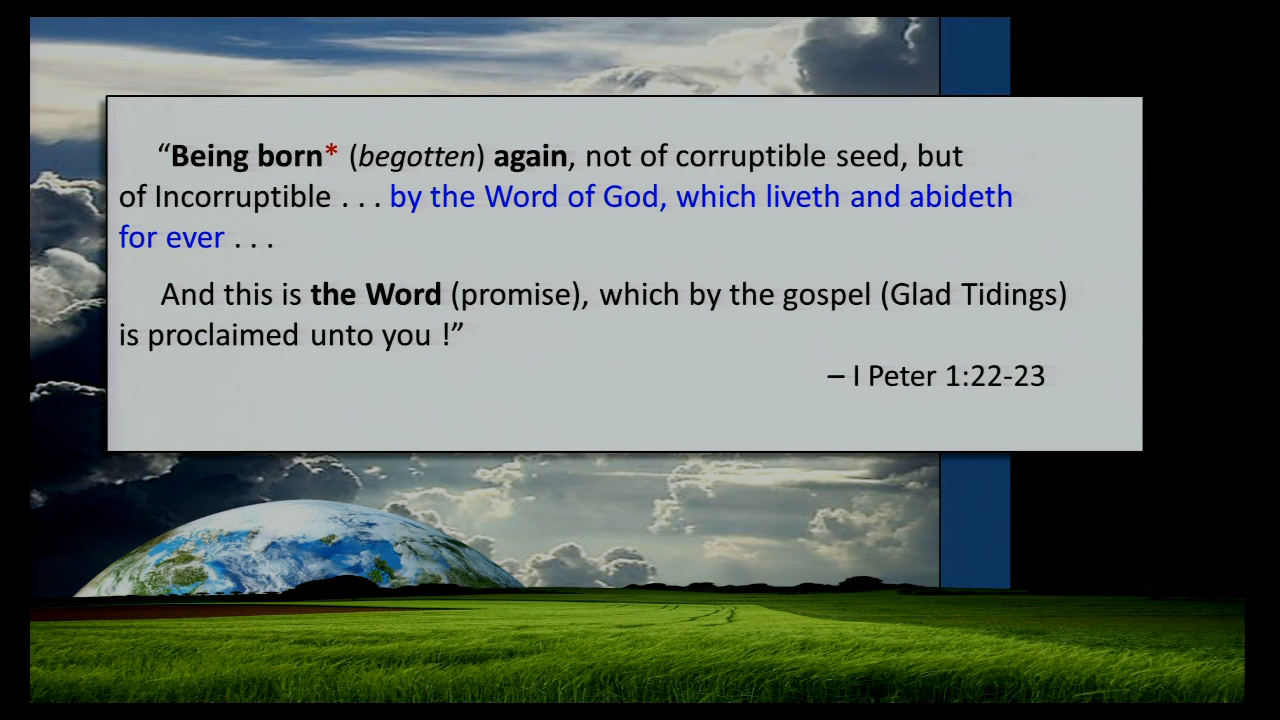 “Being born* (begotten) again, not of corruptible seed, but
of Incorruptible . . . by the Word of God, which liveth and abideth
for ever . . .
And this is the Word (promise), which by the gospel (Glad Tidings)
is proclaimed unto you !”
– I Peter 1:22-23